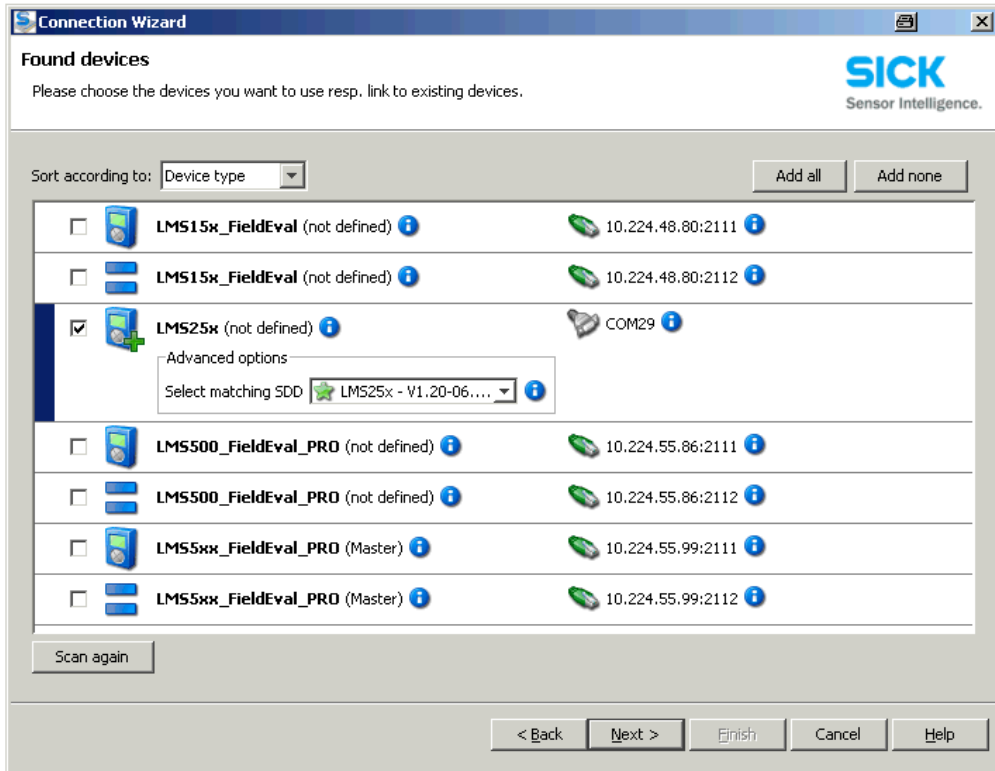 Connection Wizard
Found devices
Please choose the devices you want to use resp. link to existing devices.
SICK
Sensor Intelligence.
Sort according to: Device type
Add all
Add none
LMS15x_FieldEval (not defined) 10.224.48.80:2111
LMS15x_FieldEval (not defined) 10.224.48.80:2112
LMS25x (not defined) COM29
Advanced options
Select matching SDD LMS25x - V1.20-06....
LMS500_FieldEval_PRO (not defined) 10.224.55.86:2111
LMS500_FieldEval_PRO (not defined) 10.224.55.86:2112
LMS5xx_FieldEval_PRO (Master) 10.224.55.99:2111
LMS5xx_FieldEval_PRO (Master) 10.224.55.99:2112
Scan again
< Back
Next >
Finish
Cancel
Help